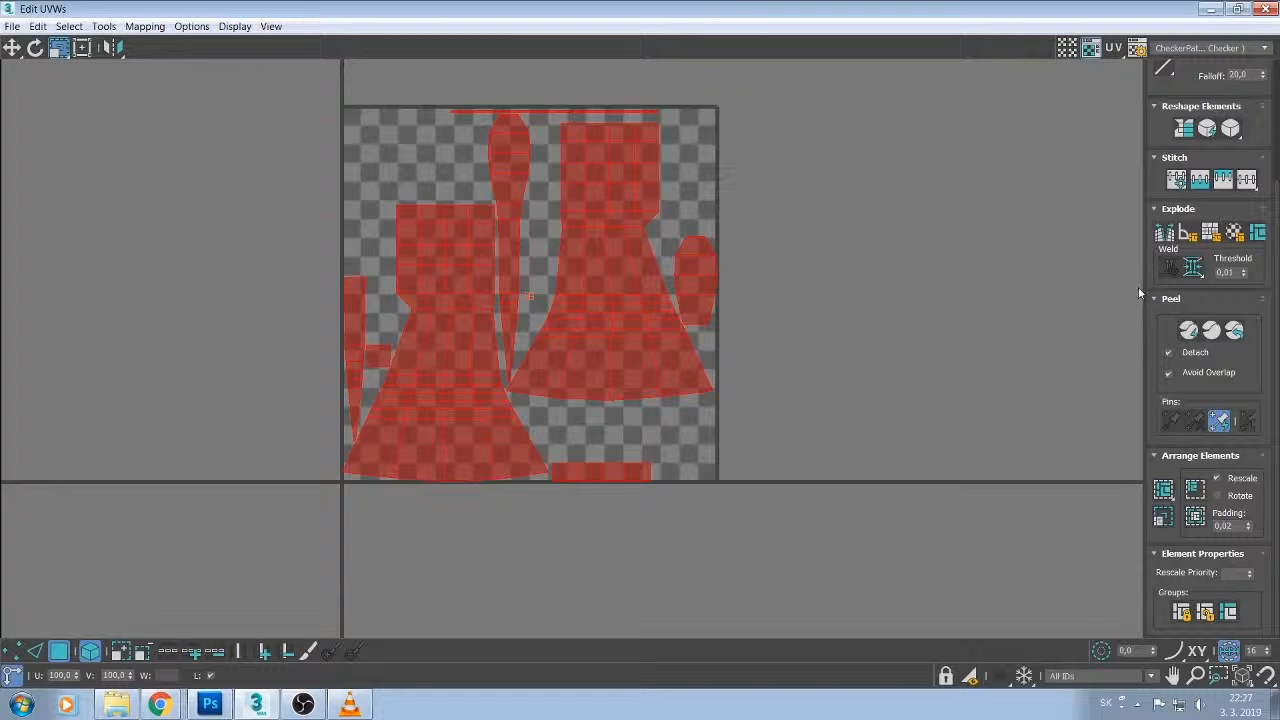 Edit UVWs
File Edit Select Tools Mapping Options Display View
UV CheckerPat... Checker )
Falloff: 20,0
Reshape Elements
Stitch
Explode
Weld Threshold
0,01
Peel
Detach
Avoid Overlap
Pins:
Arrange Elements
Rescale
Rotate
Padding:
0,02
Element Properties
Rescale Priority:
Groups:
0,0 XY 16
U: 100,0 V: 100,0 W: L: All IDs
Ps 3 MAX SK 22:27
3. 3. 2019